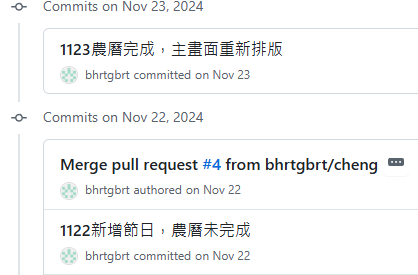 Commits on Nov 23, 2024
1123農曆完成，主畫面重新排版
bhrtgbrt committed on Nov 23
Commits on Nov 22, 2024
Merge pull request #4 from bhrtgbrt/cheng
bhrtgbrt authored on Nov 22
1122新增節日，農曆未完成
bhrtgbrt committed on Nov 22